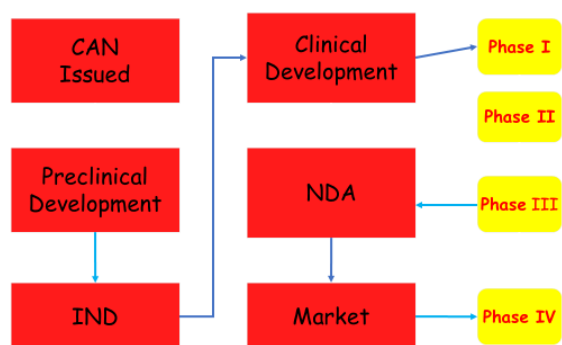 CAN
Issued
Preclinical
Development
IND
Clinical
Development
NDA
Market
Phase I
Phase II
Phase III
Phase IV